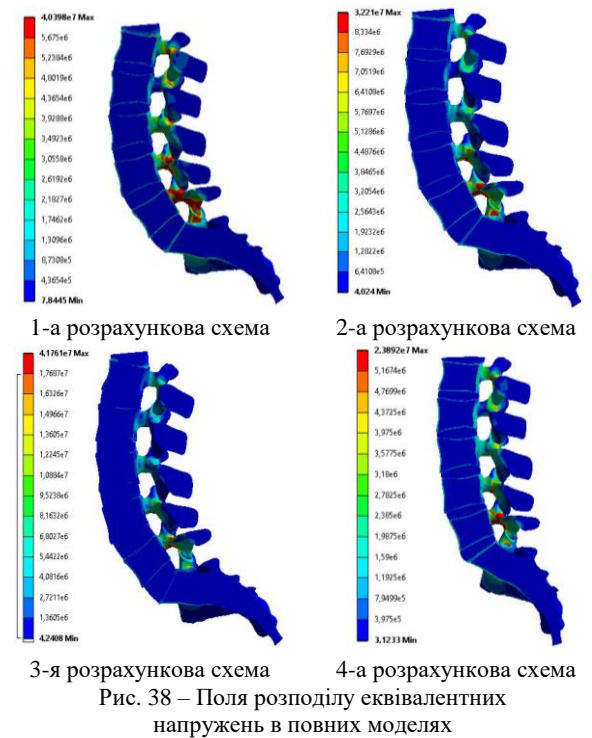 4,0398e7 Max
5,675e6
5,2384e6
4,8019e6
4,3654e6
3,9288e6
3,4923e6
3,0558e6
2,6192e6
2,1827e6
1,7462e6
1,3096e6
8,7308e5
4,3654e5
7,8445 Min
3,221e7 Max
8,334e6
7,6929e6
7,0519e6
6,4108e6
5,7697e6
5,1286e6
4,4876e6
3,8465e6
3,2054e6
2,5643e6
1,9232e6
1,2822e6
6,4108e5
4,024 Min
1-а розрахункова схема
2-а розрахункова схема
4,1761e7 Max
1,7687e7
1,6326e7
1,4966e7
1,3605e7
1,2245e7
1,0884e7
9,5238e6
8,1632e6
6,8027e6
5,4422e6
4,0816e6
2,7211e6
1,3605e6
4,2408 Min
2,3892e7 Max
5,1674e6
4,7699e6
4,3725e6
3,975e6
3,5775e6
3,18e6
2,7825e6
2,385e6
1,9875e6
1,59e6
1,1925e6
7,9499e5
3,975e5
3,1233 Min
3-я розрахункова схема
4-а розрахункова схема
Рис. 38 – Поля розподілу еквівалентних
напружень в повних моделях